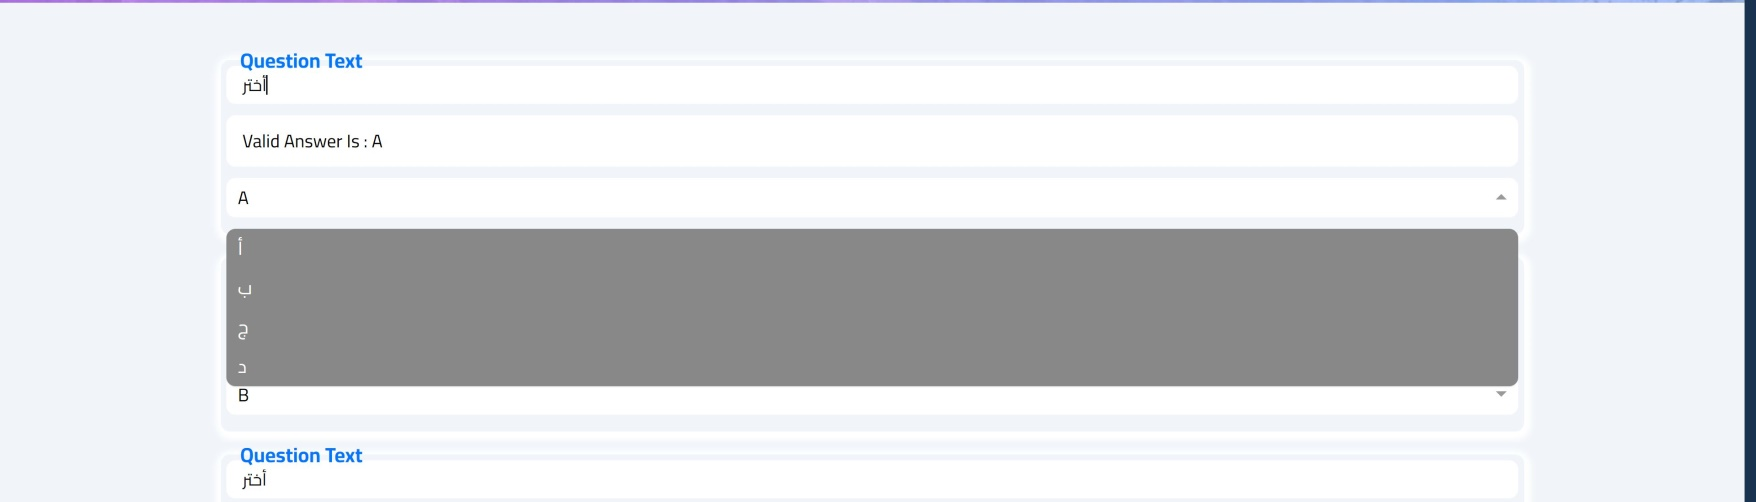 Question Text
أختر
Valid Answer Is : A
A
أ
ب
ج
د
B
Question Text
أختر